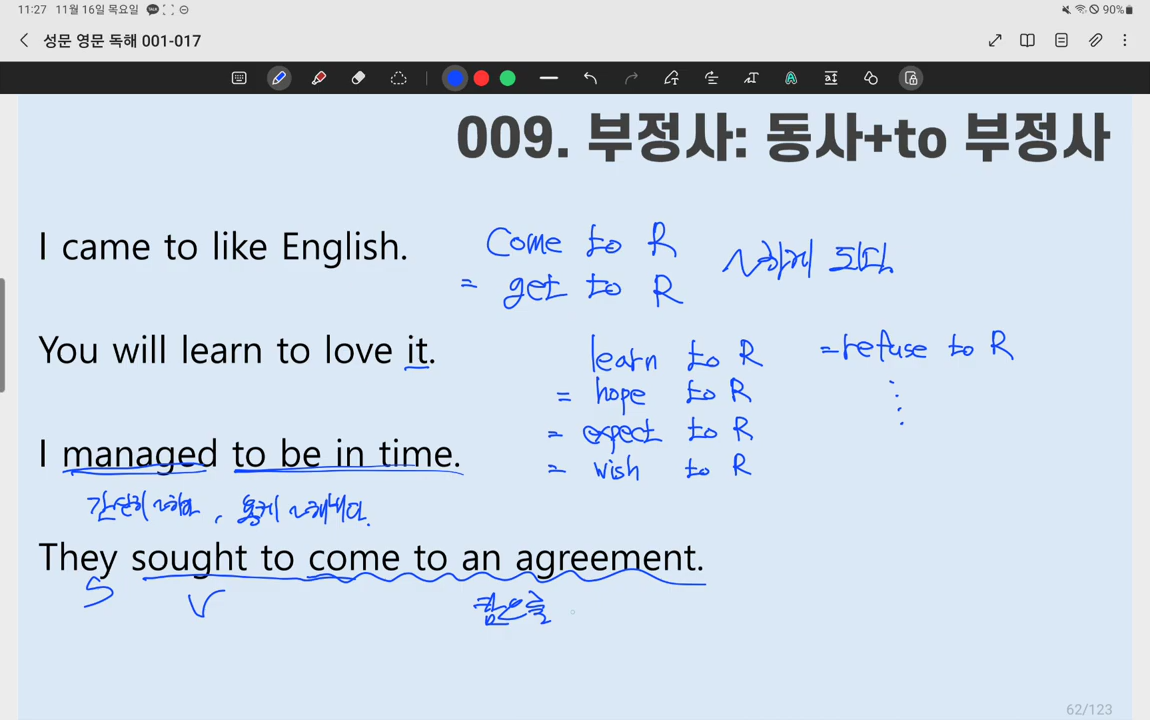 11:27 11월 16일 목요일 90%
성문 영문 독해 001-017
009. 부정사: 동사+to 부정사
I came to like English.
Come to R
= get to R
~하게 되다
You will learn to love it.
learn to R
= hope to R
= expect to R
= wish to R
= refuse to R
I managed to be in time.
간신히 ~하다, 용케 ~해내다.
They sought to come to an agreement.
S V
62/123